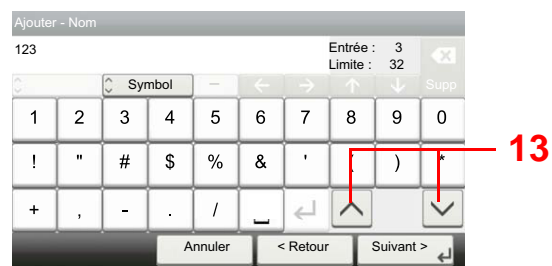 Ajouter - Nom
123
Entrée : 3
Limite : 32
Symbol
Supp
1 2 3 4 5 6 7 8 9 0
! " # $ % & ' ( ) *
+ , - . /
13
Annuler < Retour Suivant >